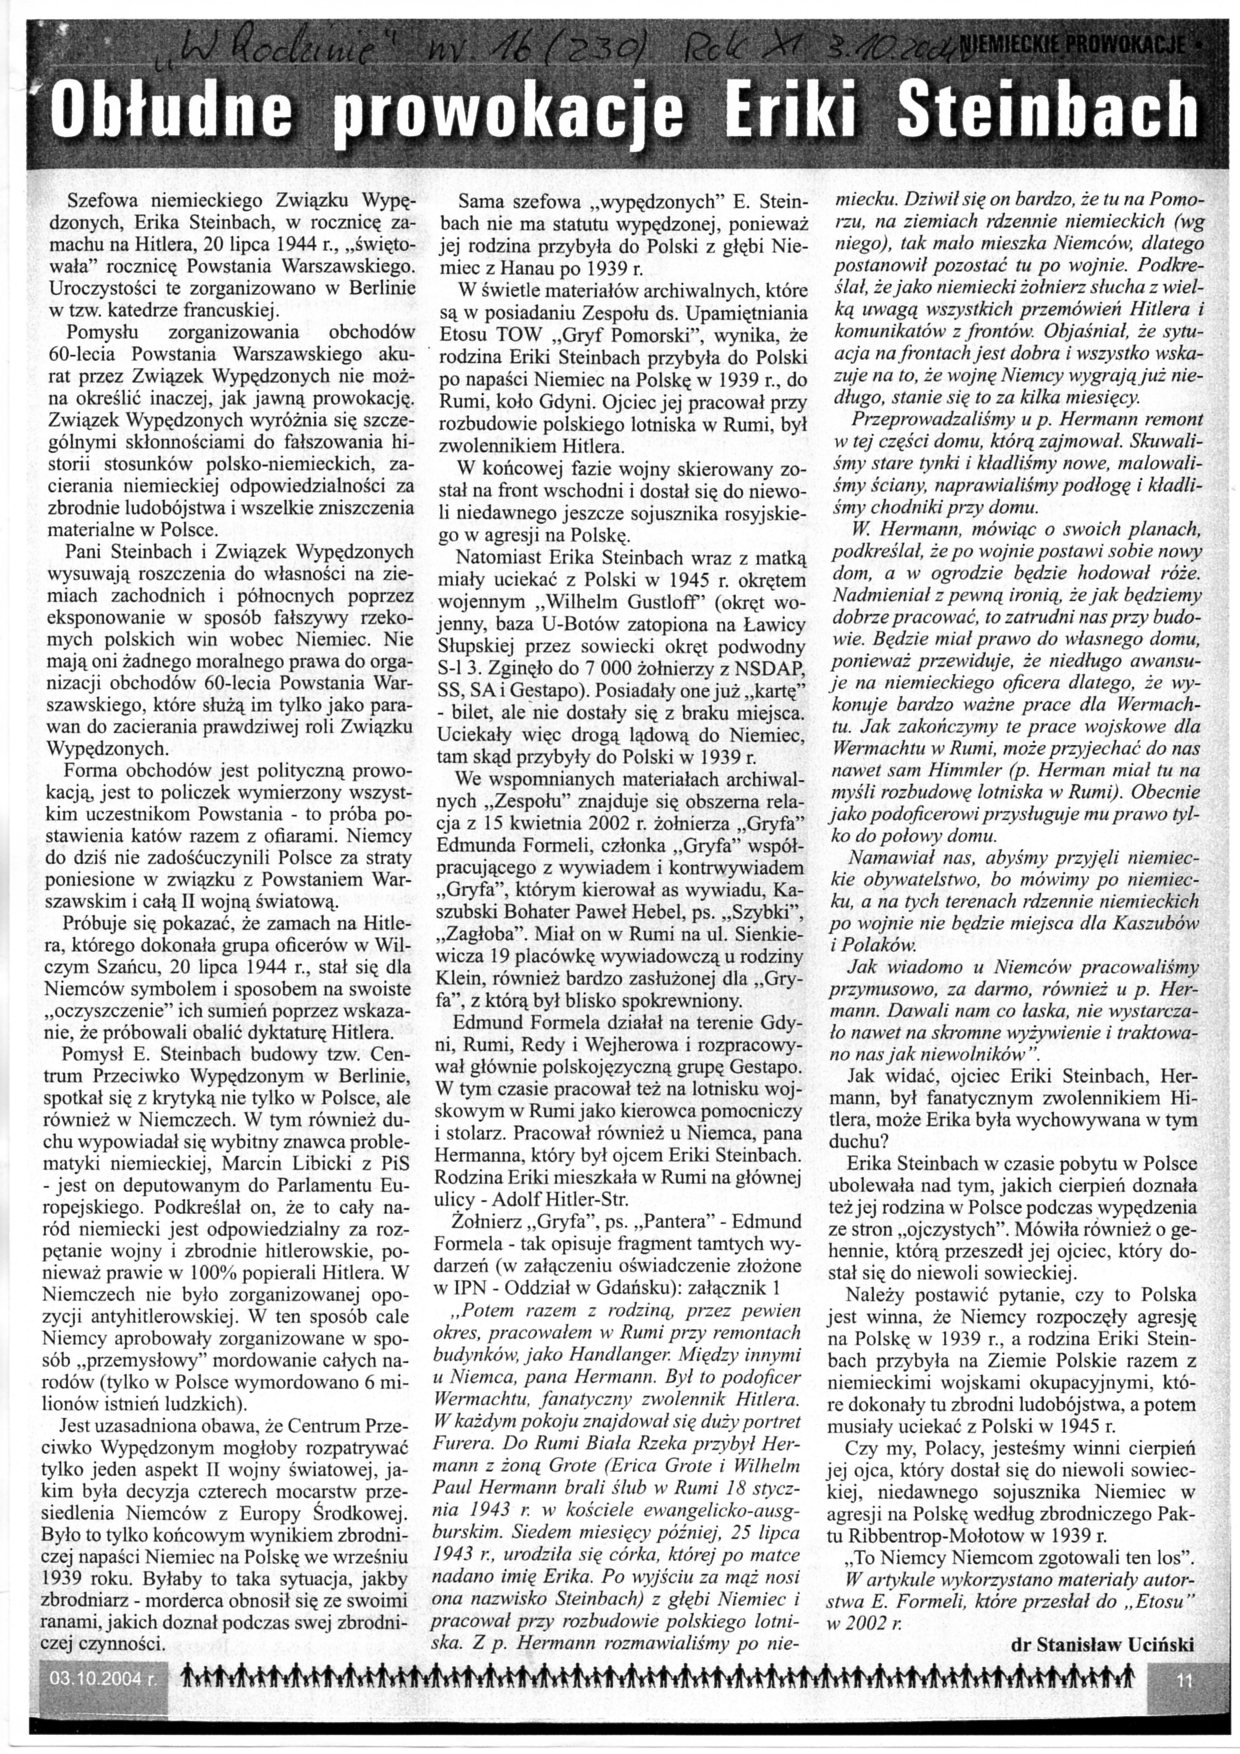 „W Rodzinie" nr. 16 (230) Rok XI 3.10.2004
NIEMIECKIE PROWOKACJE •
Obłudne prowokacje Eriki Steinbach
Szefowa niemieckiego Związku Wypę-
dzonych, Erika Steinbach, w rocznicę za-
machu na Hitlera, 20 lipca 1944 r., „święto-
wała” rocznicę Powstania Warszawskiego.
Uroczystości te zorganizowano w Berlinie
w tzw. katedrze francuskiej.
Pomysłu zorganizowania obchodów
60-lecia Powstania Warszawskiego aku-
rat przez Związek Wypędzonych nie moż-
na określić inaczej, jak jawną prowokację.
Związek Wypędzonych wyróżnia się szcze-
gólnymi skłonnościami do fałszowania hi-
storii stosunków polsko-niemieckich, za-
cierania niemieckiej odpowiedzialności za
zbrodnie ludobójstwa i wszelkie zniszczenia
materialne w Polsce.
Pani Steinbach i Związek Wypędzonych
wysuwają roszczenia do własności na zie-
miach zachodnich i północnych poprzez
eksponowanie w sposób fałszywy rzeko-
mych polskich win wobec Niemiec. Nie
mają oni żadnego moralnego prawa do orga-
nizacji obchodów 60-lecia Powstania War-
szawskiego, które służą im tylko jako para-
wan do zacierania prawdziwej roli Związku
Wypędzonych.
Forma obchodów jest polityczną prowo-
kacją, jest to policzek wymierzony wszyst-
kim uczestnikom Powstania - to próba po-
stawienia katów razem z ofiarami. Niemcy
do dziś nie zadośćuczynili Polsce za straty
poniesione w związku z Powstaniem War-
szawskim i całą II wojną światową.
Próbuje się pokazać, że zamach na Hitle-
ra, którego dokonała grupa oficerów w Wil-
czym Szańcu, 20 lipca 1944 r., stał się dla
Niemców symbolem i sposobem na swoiste
„oczyszczenie” ich sumień poprzez wskaza-
nie, że próbowali obalić dyktaturę Hitlera.
Pomysł E. Steinbach budowy tzw. Cen-
trum Przeciwko Wypędzonym w Berlinie,
spotkał się z krytyką nie tylko w Polsce, ale
również w Niemczech. W tym również du-
chu wypowiadał się wybitny znawca proble-
matyki niemieckiej, Marcin Libicki z PiS
- jest on deputowanym do Parlamentu Eu-
ropejskiego. Podkreślał on, że to cały na-
ród niemiecki jest odpowiedzialny za roz-
pętanie wojny i zbrodnie hitlerowskie, po-
nieważ prawie w 100% popierali Hitlera. W
Niemczech nie było zorganizowanej opo-
zycji antyhitlerowskiej. W ten sposób cale
Niemcy aprobowały zorganizowane w spo-
sób „przemysłowy” mordowanie całych na-
rodów (tylko w Polsce wymordowano 6 mi-
lionów istnień ludzkich).
Jest uzasadniona obawa, że Centrum Prze-
ciwko Wypędzonym mogłoby rozpatrywać
tylko jeden aspekt II wojny światowej, ja-
kim była decyzja czterech mocarstw prze-
siedlenia Niemców z Europy Środkowej.
Było to tylko końcowym wynikiem zbrodni-
czej napaści Niemiec na Polskę we wrześniu
1939 roku. Byłaby to taka sytuacja, jakby
zbrodniarz - morderca obnosił się ze swoimi
ranami, jakich doznał podczas swej zbrodni-
czej czynności.
Sama szefowa „wypędzonych” E. Stein-
bach nie ma statutu wypędzonej, ponieważ
jej rodzina przybyła do Polski z głębi Nie-
miec z Hanau po 1939 r.
W świetle materiałów archiwalnych, które
są w posiadaniu Zespołu ds. Upamiętniania
Etosu TOW „Gryf Pomorski”, wynika, że
rodzina Eriki Steinbach przybyła do Polski
po napaści Niemiec na Polskę w 1939 r., do
Rumi, koło Gdyni. Ojciec jej pracował przy
rozbudowie polskiego lotniska w Rumi, był
zwolennikiem Hitlera.
W końcowej fazie wojny skierowany zo-
stał na front wschodni i dostał się do niewo-
li niedawnego jeszcze sojusznika rosyjskie-
go w agresji na Polskę.
Natomiast Erika Steinbach wraz z matką
miały uciekać z Polski w 1945 r. okrętem
wojennym „Wilhelm Gustloff” (okręt wo-
jenny, baza U-Botów zatopiona na Ławicy
Słupskiej przez sowiecki okręt podwodny
S-l 3. Zginęło do 7 000 żołnierzy z NSDAP,
SS, SA i Gestapo). Posiadały one już „kartę”
- bilet, ale nie dostały się z braku miejsca.
Uciekały więc drogą lądową do Niemiec,
tam skąd przybyły do Polski w 1939 r.
We wspomnianych materiałach archiwal-
nych „Zespołu” znajduje się obszerna rela-
cja z 15 kwietnia 2002 r. żołnierza „Gryfa”
Edmunda Formeli, członka „Gryfa” współ-
pracującego z wywiadem i kontrwywiadem
„Gryfa”, którym kierował as wywiadu, Ka-
szubski Bohater Paweł Hebel, ps. „Szybki”,
„Zagłoba”. Miał on w Rumi na ul. Sienkie-
wicza 19 placówkę wywiadowczą u rodziny
Klein, również bardzo zasłużonej dla „Gry-
fa”, z którą był blisko spokrewniony.
Edmund Formela działał na terenie Gdy-
ni, Rumi, Redy i Wejherowa i rozpracowy-
wał głównie polskojęzyczną grupę Gestapo.
W tym czasie pracował też na lotnisku woj-
skowym w Rumi jako kierowca pomocniczy
i stolarz. Pracował również u Niemca, pana
Hermanna, który był ojcem Eriki Steinbach.
Rodzina Eriki mieszkała w Rumi na głównej
ulicy - Adolf Hitler-Str.
Żołnierz „Gryfa”, ps. „Pantera” - Edmund
Formela - tak opisuje fragment tamtych wy-
darzeń (w załączeniu oświadczenie złożone
w IPN - Oddział w Gdańsku): załącznik 1
„Potem razem z rodziną, przez pewien
okres, pracowałem w Rumi przy remontach
budynków, jako Handlanger. Między innymi
u Niemca, pana Hermann. Był to podoficer
Wermachtu, fanatyczny zwolennik Hitlera.
W każdym pokoju znajdował się duży portret
Furera. Do Rumi Biała Rzeka przybył Her-
mann z żoną Grote (Erica Grote i Wilhelm
Paul Hermann brali ślub w Rumi 18 stycz-
nia 1943 r. w kościele ewangelicko-ausg-
burskim. Siedem miesięcy później, 25 lipca
1943 r., urodziła się córka, której po matce
nadano imię Erika. Po wyjściu za mąż nosi
ona nazwisko Steinbach) z głębi Niemiec i
pracował przy rozbudowie polskiego lotni-
ska. Z p. Hermann rozmawialiśmy po nie-
miecku. Dziwił się on bardzo, że tu na Pomo-
rzu, na ziemiach rdzennie niemieckich (wg
niego), tak mało mieszka Niemców, dlatego
postanowił pozostać tu po wojnie. Podkre-
ślał, że jako niemiecki żołnierz słucha z wiel-
ką uwagą wszystkich przemówień Hitlera i
komunikatów z frontów. Objaśniał, że sytu-
acja na frontach jest dobra i wszystko wska-
zuje na to, że wojnę Niemcy wygrają już nie-
długo, stanie się to za kilka miesięcy.
Przeprowadzaliśmy u p. Hermann remont
w tej części domu, którą zajmował. Skuwali-
śmy stare tynki i kładliśmy nowe, malowali-
śmy ściany, naprawialiśmy podłogę i kładli-
śmy chodniki przy domu.
W. Hermann, mówiąc o swoich planach,
podkreślał, że po wojnie postawi sobie nowy
dom, a w ogrodzie będzie hodował róże.
Nadmieniał z pewną ironią, że jak będziemy
dobrze pracować, to zatrudni nas przy budo-
wie. Będzie miał prawo do własnego domu,
ponieważ przewiduje, że niedługo awansu-
je na niemieckiego oficera dlatego, że wy-
konuje bardzo ważne prace dla Wermach-
tu. Jak zakończymy te prace wojskowe dla
Wermachtu w Rumi, może przyjechać do nas
nawet sam Himmler (p. Herman miał tu na
myśli rozbudowę lotniska w Rumi). Obecnie
jako podoficerowi przysługuje mu prawo tyl-
ko do połowy domu.
Namawiał nas, abyśmy przyjęli niemiec-
kie obywatelstwo, bo mówimy po niemiec-
ku, a na tych terenach rdzennie niemieckich
po wojnie nie będzie miejsca dla Kaszubów
i Polaków.
Jak wiadomo u Niemców pracowaliśmy
przymusowo, za darmo, również u p. Her-
mann. Dawali nam co łaska, nie wystarcza-
ło nawet na skromne wyżywienie i traktowa-
no nas jak niewolników”.
Jak widać, ojciec Eriki Steinbach, Her-
mann, był fanatycznym zwolennikiem Hi-
tlera, może Erika była wychowywana w tym
duchu?
Erika Steinbach w czasie pobytu w Polsce
ubolewała nad tym, jakich cierpień doznała
też jej rodzina w Polsce podczas wypędzenia
ze stron „ojczystych”. Mówiła również o ge-
hennie, którą przeszedł jej ojciec, który do-
stał się do niewoli sowieckiej.
Należy postawić pytanie, czy to Polska
jest winna, że Niemcy rozpoczęły agresję
na Polskę w 1939 r., a rodzina Eriki Stein-
bach przybyła na Ziemie Polskie razem z
niemieckimi wojskami okupacyjnymi, któ-
re dokonały tu zbrodni ludobójstwa, a potem
musiały uciekać z Polski w 1945 r.
Czy my, Polacy, jesteśmy winni cierpień
jej ojca, który dostał się do niewoli sowiec-
kiej, niedawnego sojusznika Niemiec w
agresji na Polskę według zbrodniczego Pak-
tu Ribbentrop-Mołotow w 1939 r.
„To Niemcy Niemcom zgotowali ten los”.
W artykule wykorzystano materiały autor-
stwa E. Formeli, które przesłał do „Etosu”
w 2002 r.
dr Stanisław Uciński
03.10.2004 r.
11